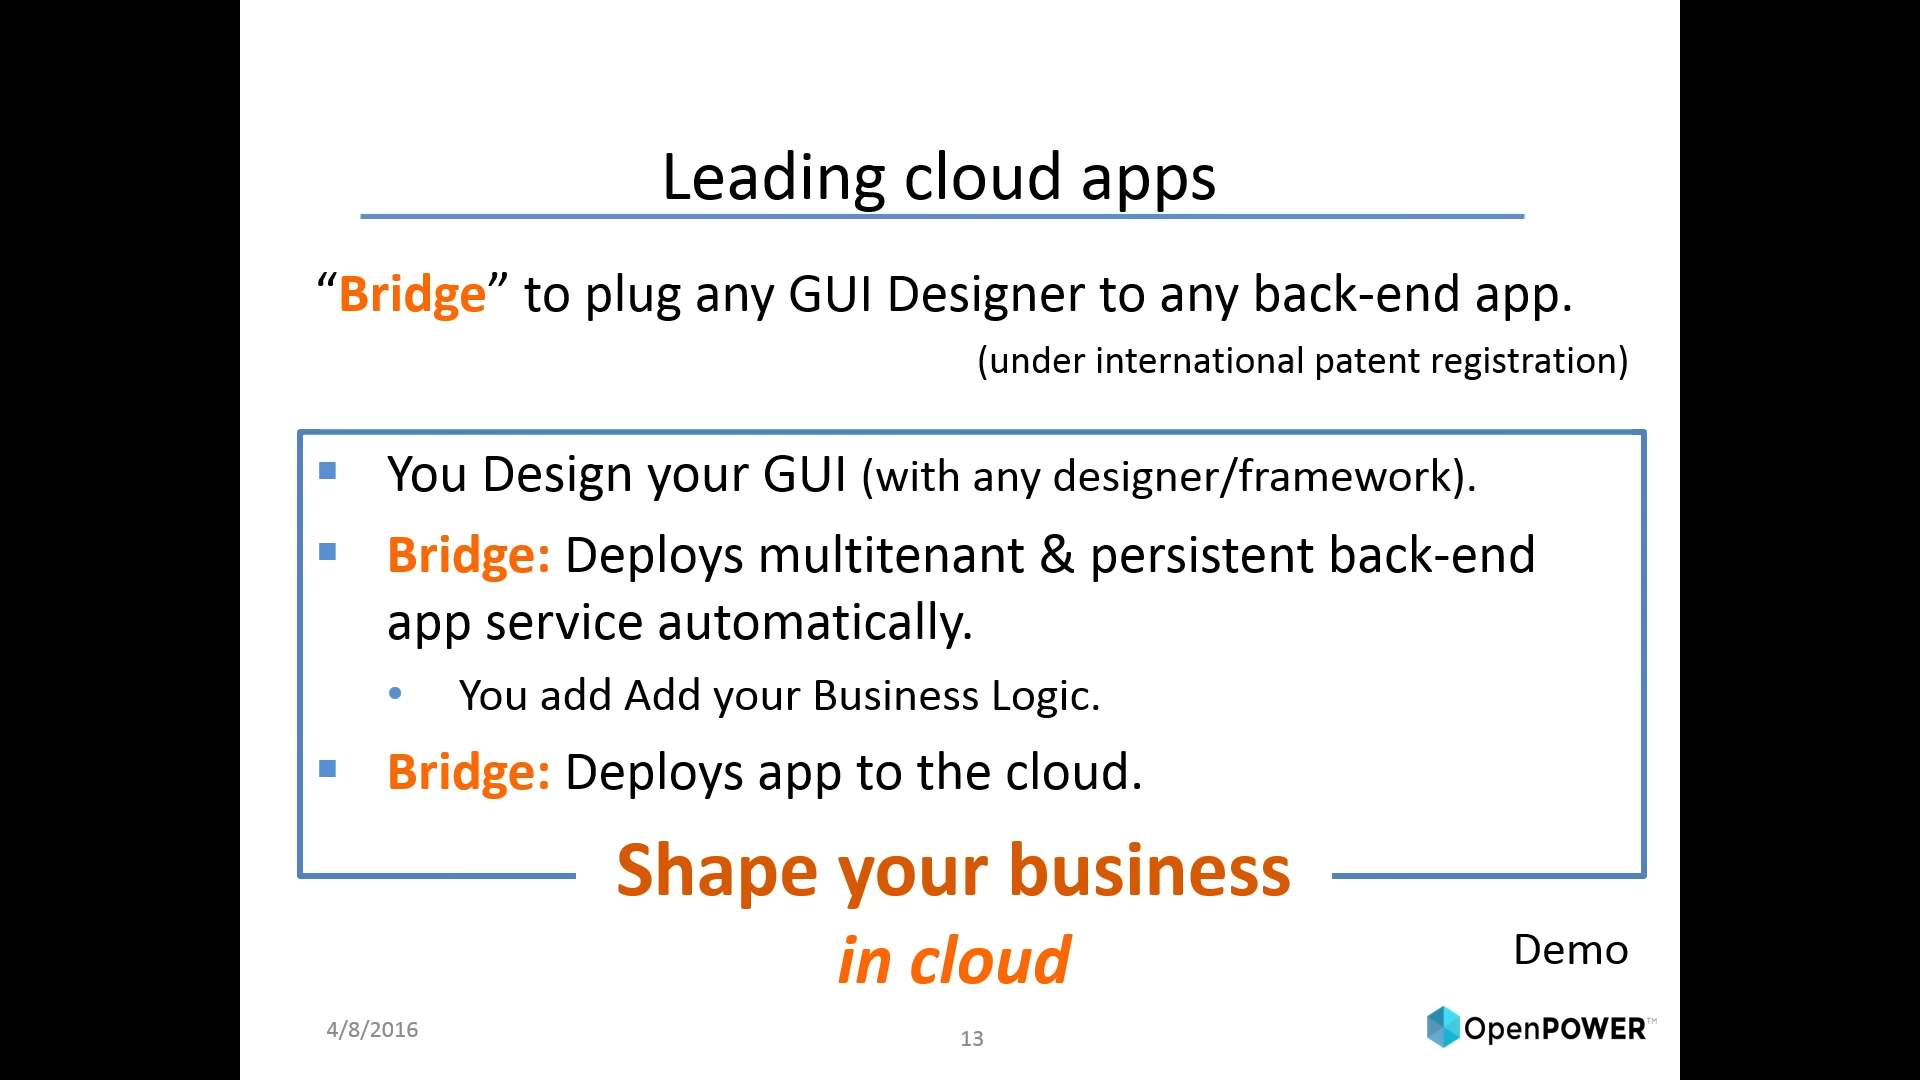 Leading cloud apps
“Bridge” to plug any GUI Designer to any back-end app.
(under international patent registration)
You Design your GUI (with any designer/framework).
Bridge: Deploys multitenant & persistent back-end
app service automatically.
You add Add your Business Logic.
Bridge: Deploys app to the cloud.
Shape your business
in cloud
Demo
4/8/2016
13
OpenPOWER™